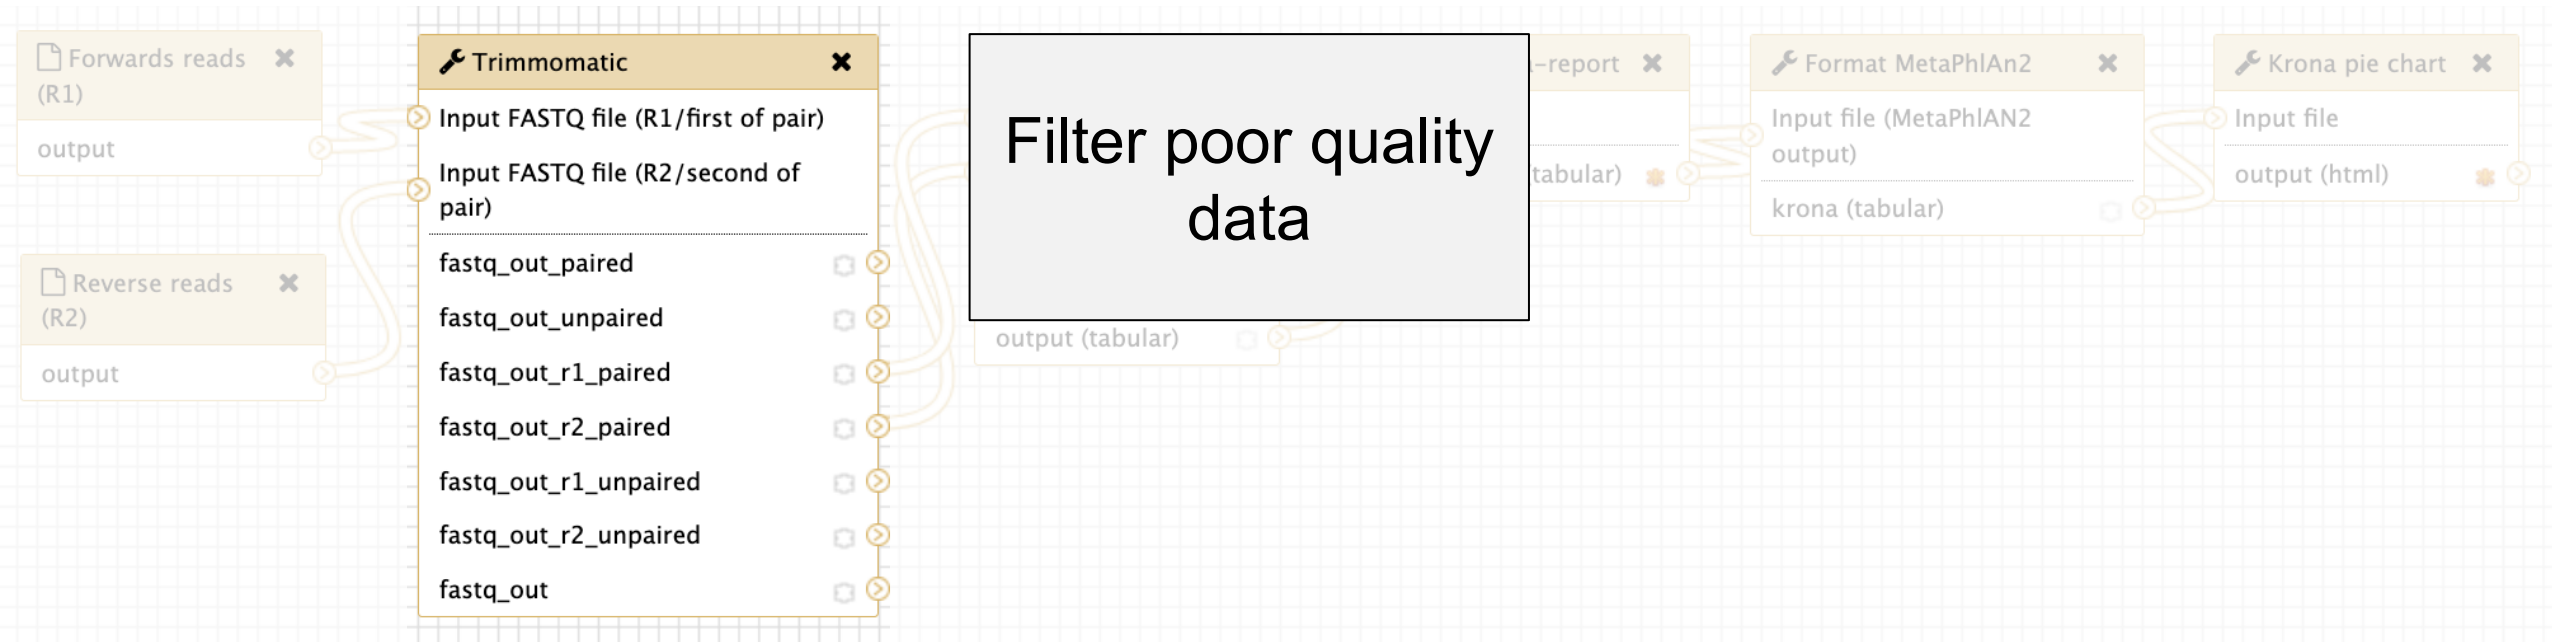 Forwards reads
(R1)
output
Reverse reads
(R2)
output
Trimmomatic
Input FASTQ file (R1/first of pair)
Input FASTQ file (R2/second of
pair)
fastq_out_paired
fastq_out_unpaired
fastq_out_r1_paired
fastq_out_r2_paired
fastq_out_r1_unpaired
fastq_out_r2_unpaired
fastq_out
Filter poor quality
data
output (tabular)
-report
tabular)
Format MetaPhlAn2
Input file (MetaPhlAN2
output)
krona (tabular)
Krona pie chart
Input file
output (html)